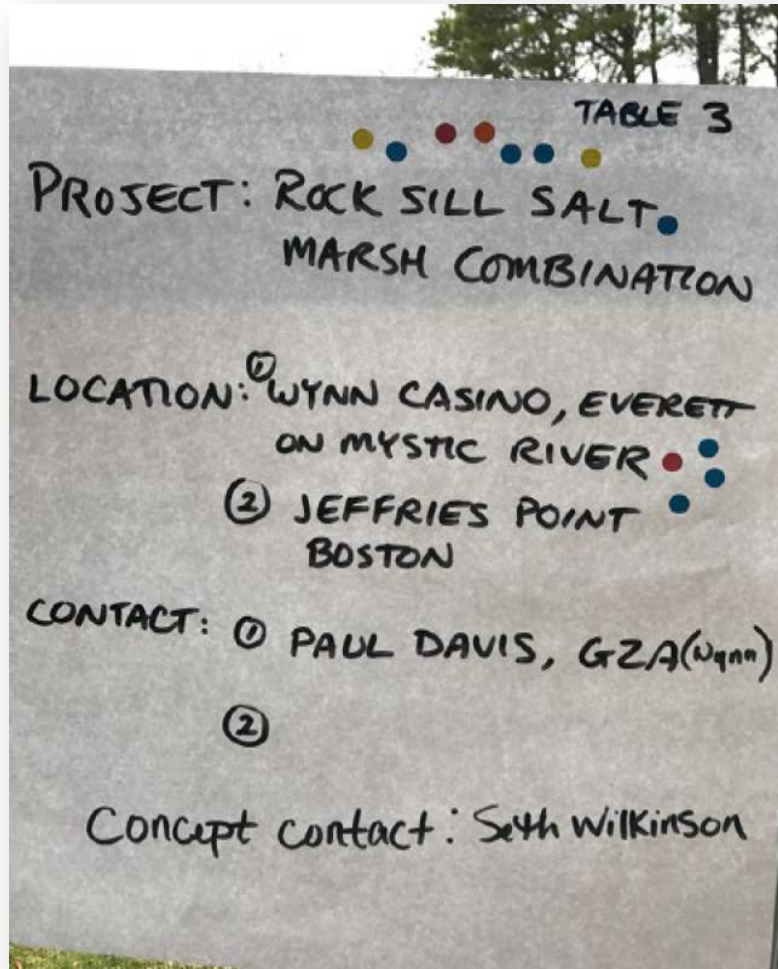 TABLE 3
PROJECT: ROCK SILL SALT
MARSH COMBINATION
LOCATION: ① WYNN CASINO, EVERETT
ON MYSTIC RIVER
② JEFFRIES POINT
BOSTON
CONTACT: ① PAUL DAVIS, GZA (Wynn)
②
Concept contact: Seth Wilkinson